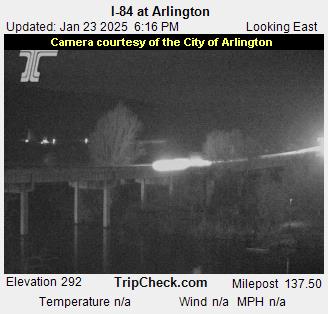 I-84 at Arlington
Updated: Jan 23 2025 6:16 PM Looking East
Camera courtesy of the City of Arlington
Elevation 292 TripCheck.com Milepost 137.50
Temperature n/a Wind n/a MPH n/a